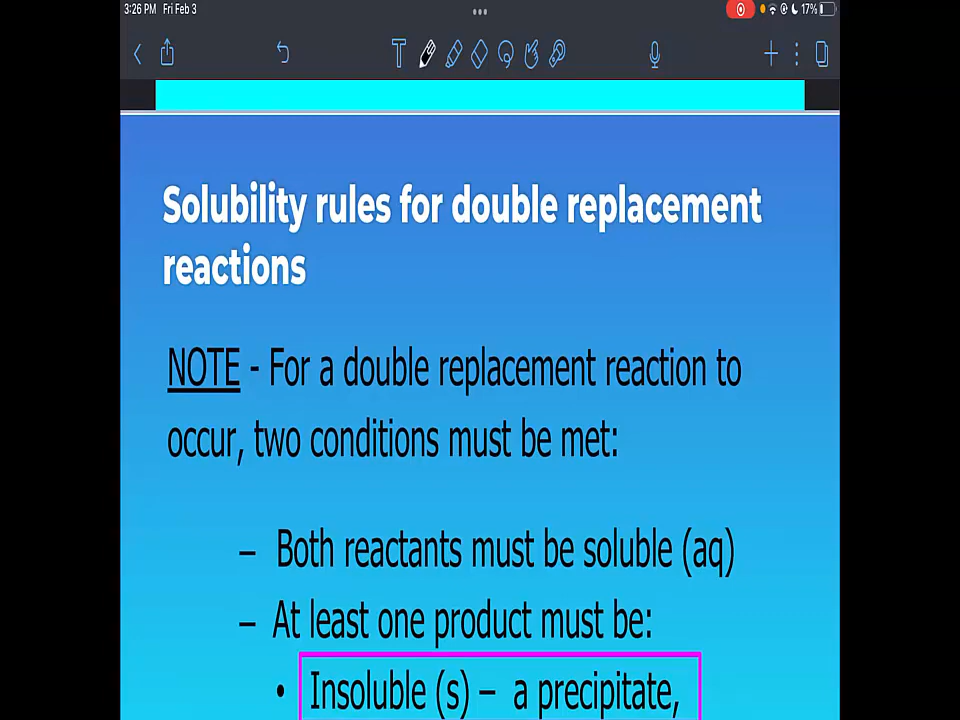 3:26 PM Fri Feb 3
17%
Solubility rules for double replacement
reactions
NOTE - For a double replacement reaction to
occur, two conditions must be met:
– Both reactants must be soluble (aq)
– At least one product must be:
• Insoluble (s) – a precipitate,